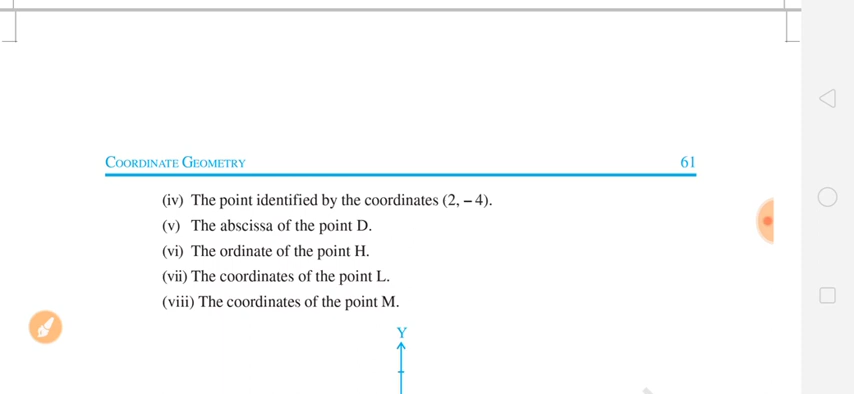 COORDINATE GEOMETRY 61
(iv) The point identified by the coordinates (2, – 4).
(v) The abscissa of the point D.
(vi) The ordinate of the point H.
(vii) The coordinates of the point L.
(viii) The coordinates of the point M.
Y